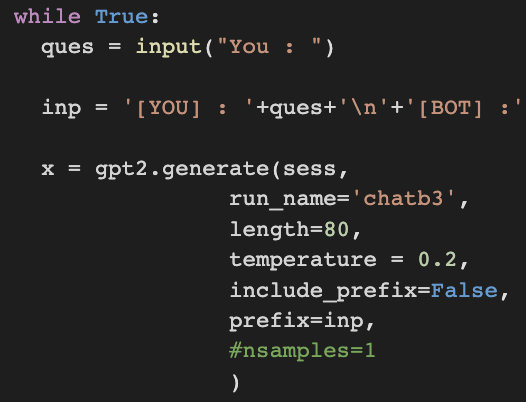 while True:
  ques = input("You : ")
  inp = '[YOU] : '+ques+'\n'+'[BOT] :'
  x = gpt2.generate(sess,
                run_name='chatb3',
                length=80,
                temperature = 0.2,
                include_prefix=False,
                prefix=inp,
                #nsamples=1
                )